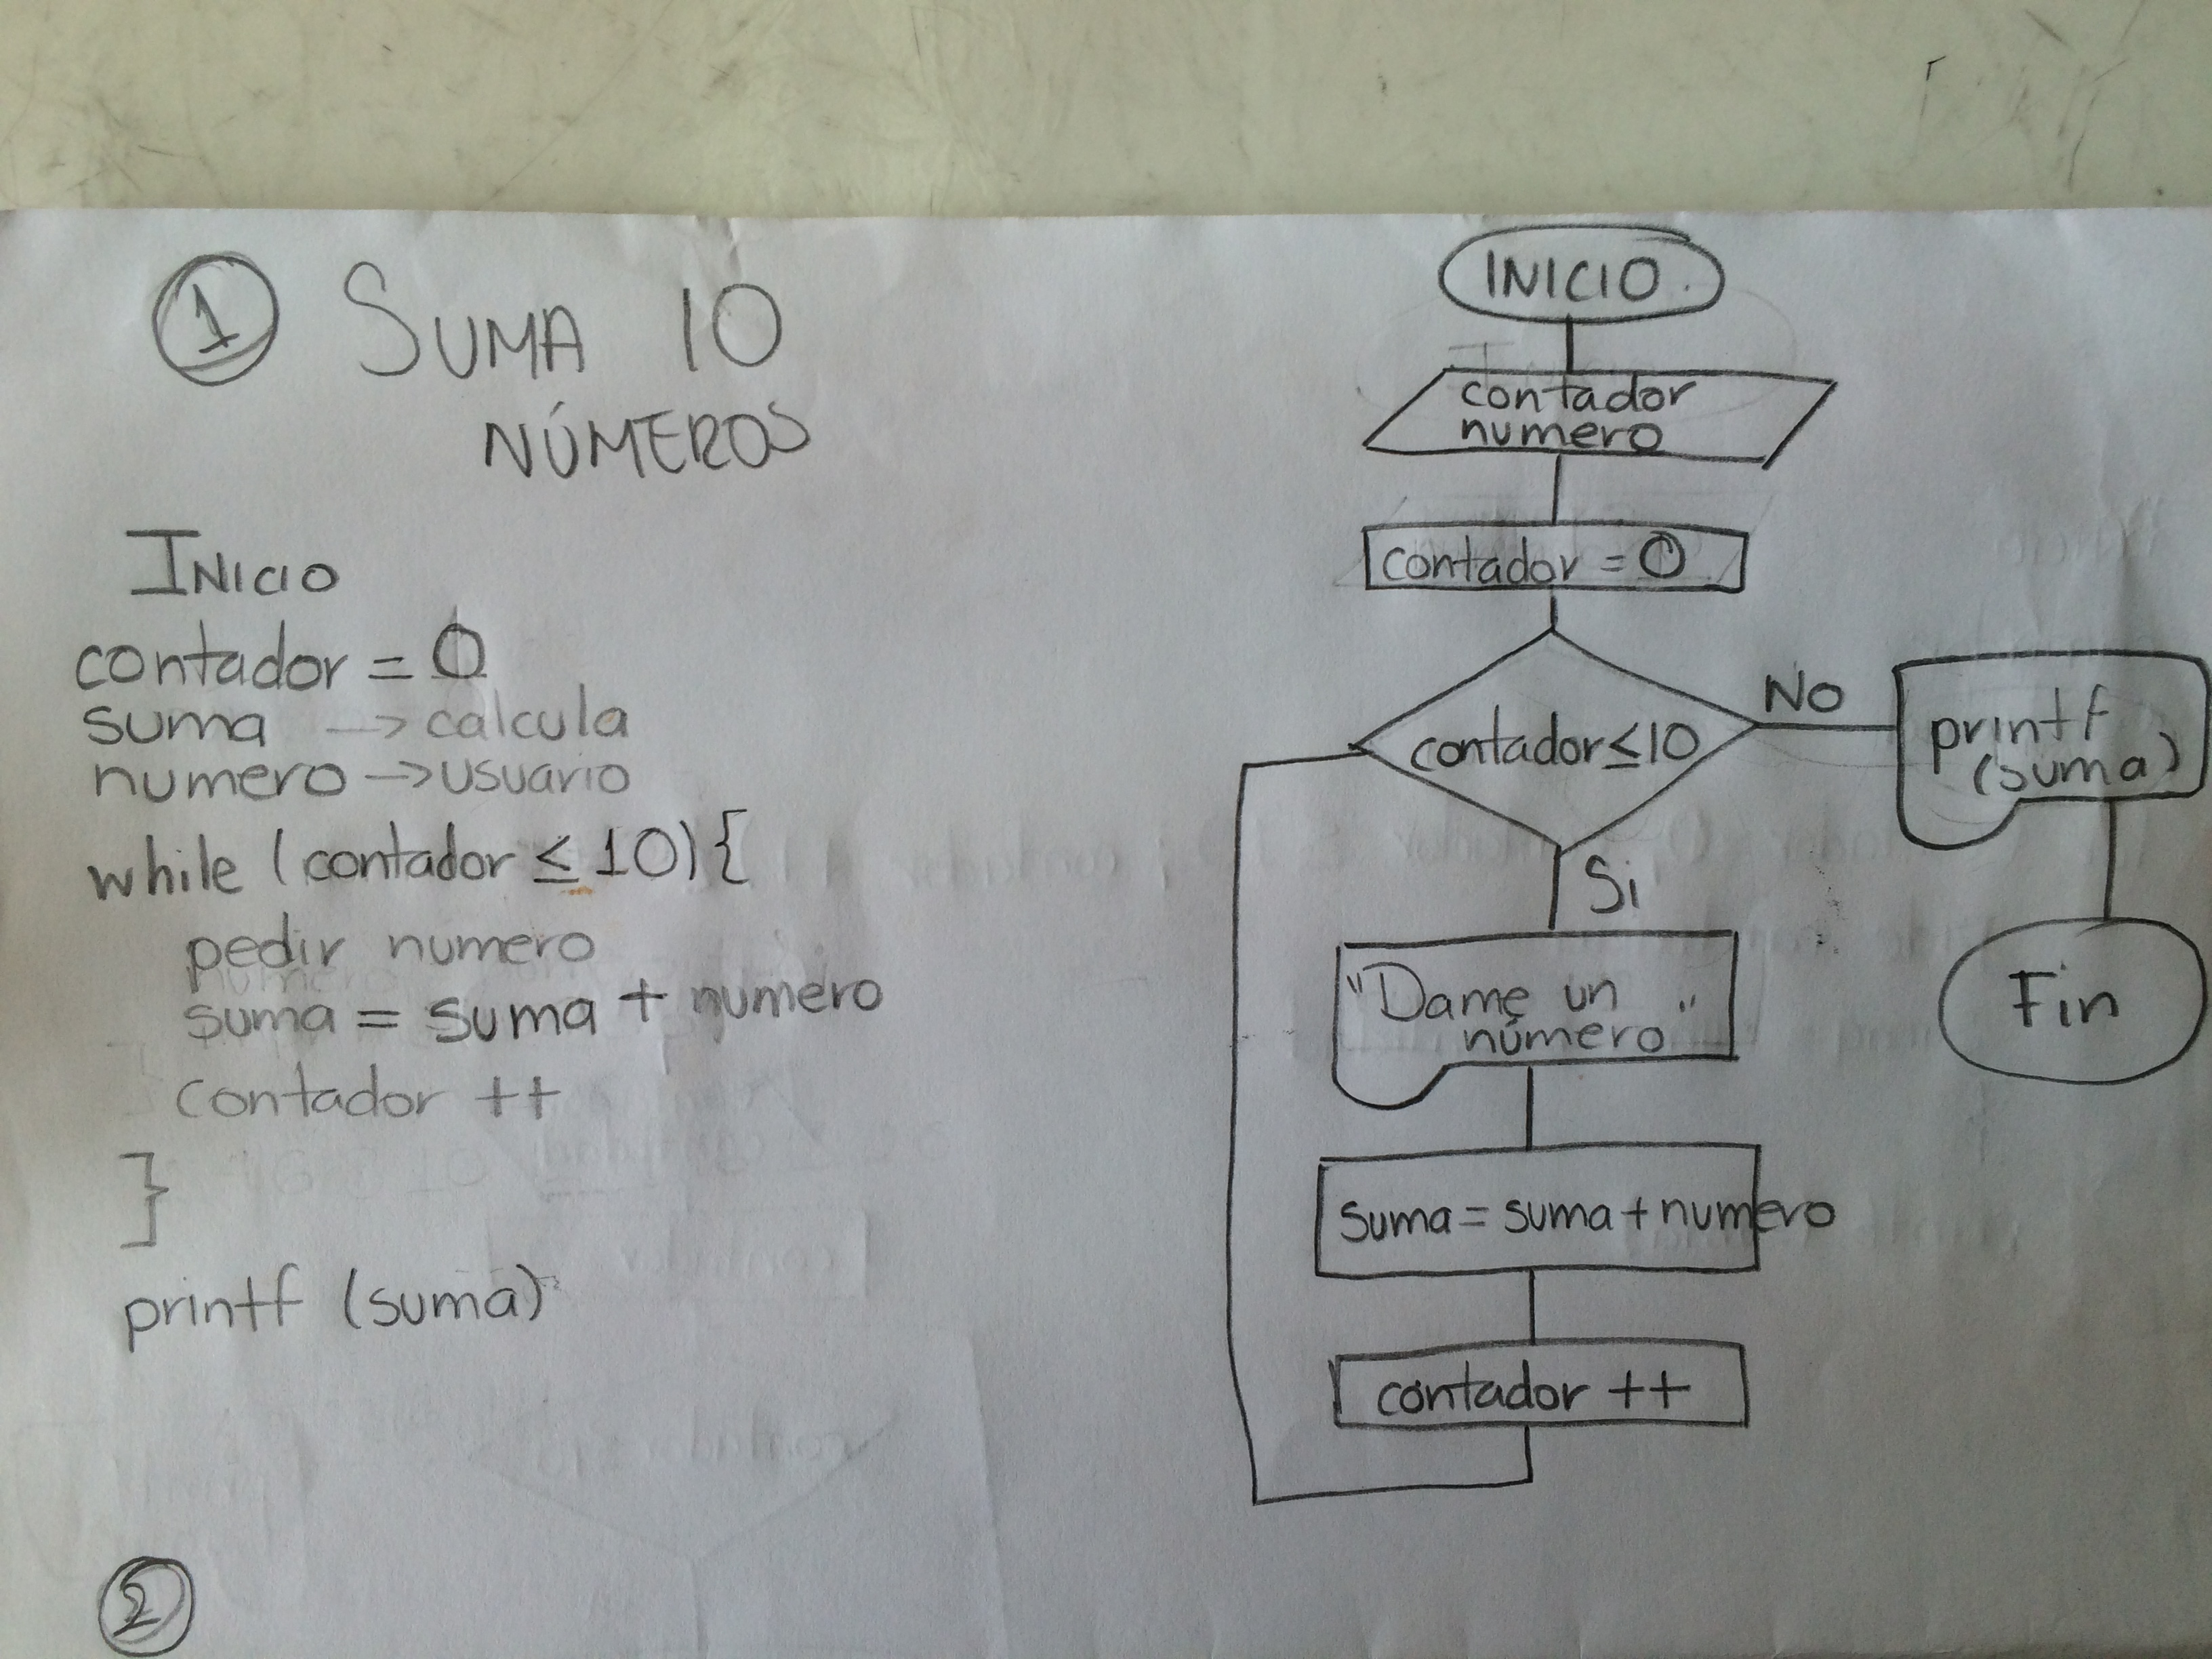 1 SUMA 10
NÚMEROS
INICIO
contador = 0
suma -> calcula
numero -> usuario
while (contador ≤ 10) {
pedir numero
suma = suma + numero
contador ++
}
printf (suma)
2
INICIO.
contador
numero
contador = 0
contador ≤ 10
No
printf
(suma)
Fin
Si
"Dame un
número"
suma = suma + numero
contador ++